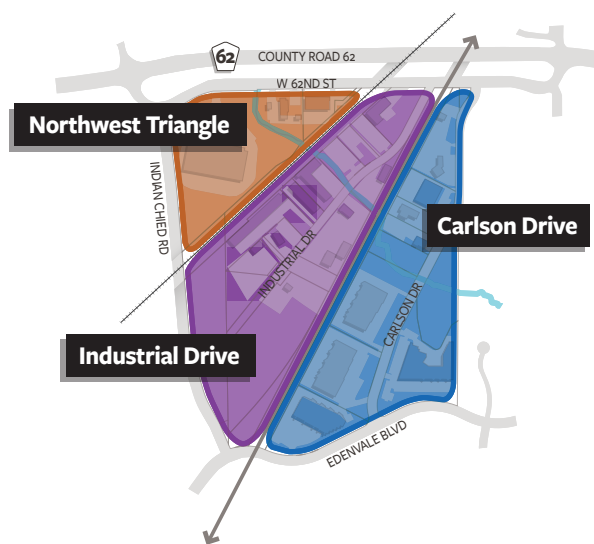 62
COUNTY ROAD 62
W 62ND ST
Northwest Triangle
INDIAN CHIED RD
Carlson Drive
INDUSTRIAL DR
CARLSON DR
Industrial Drive
EDENVALE BLVD